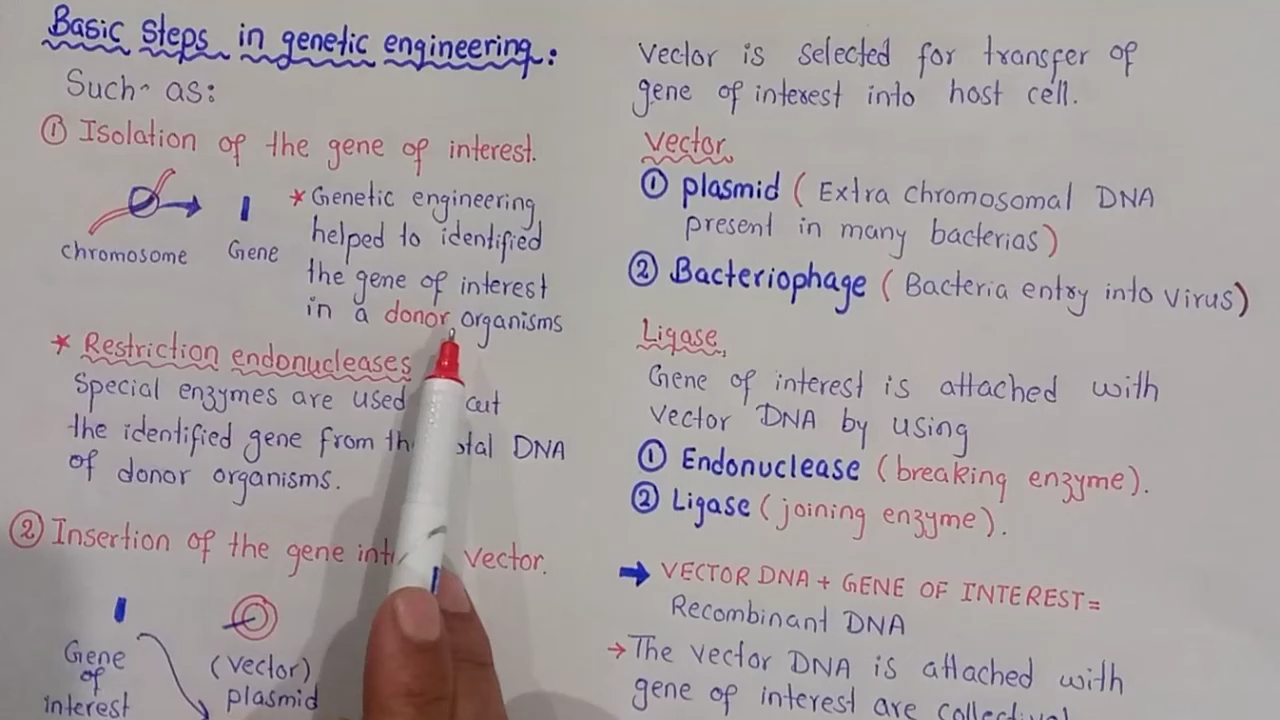 Basic Steps in genetic engineering:
Such as:
① Isolation of the gene of interest.
chromosome
Gene
* Genetic engineering
helped to identified
the gene of interest
in a donor organisms
* Restriction endonucleases
Special enzymes are used cut
the identified gene from DNA
of donor organisms.
② Insertion of the gene vector.
Gene
of
interest
(vector)
plasmid
Vector is selected for transfer of
gene of interest into host cell.
Vector
① plasmid (Extra chromosomal DNA
present in many bacterias)
② Bacteriophage (Bacteria entry into virus)
Ligase,
Gene of interest is attached with
vector DNA by using
① Endonuclease (breaking enzyme).
② Ligase (joining enzyme).
➡ VECTOR DNA + GENE OF INTEREST =
Recombinant DNA
→ The vector DNA is attached with
gene of interest are